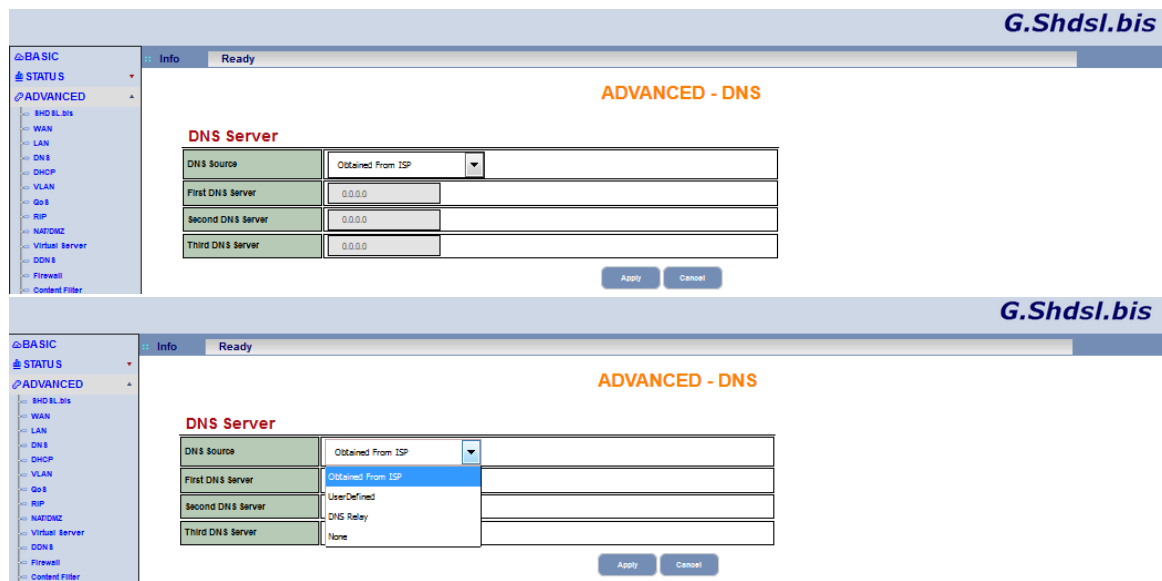 G.Shdsl.bis
BASIC
Info Ready
STATUS
ADVANCED
ADVANCED - DNS
SHDSL.bis
WAN
LAN
DNS
DHCP
VLAN
QoS
RIP
NAT/DMZ
Virtual Server
DDNS
Firewall
Content Filter
DNS Server
DNS Source Obtained From ISP
First DNS Server 0.0.0.0
Second DNS Server 0.0.0.0
Third DNS Server 0.0.0.0
Apply Cancel
G.Shdsl.bis
BASIC
Info Ready
STATUS
ADVANCED
ADVANCED - DNS
SHDSL.bis
WAN
LAN
DNS
DHCP
VLAN
QoS
RIP
NAT/DMZ
Virtual Server
DDNS
Firewall
Content Filter
DNS Server
DNS Source Obtained From ISP
Obtained From ISP
First DNS Server
UserDefined
Second DNS Server
DNS Relay
Third DNS Server
None
Apply Cancel